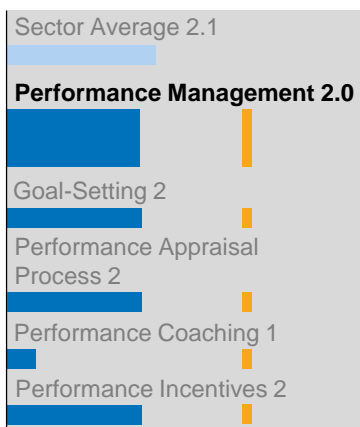 Sector Average 2.1
Performance Management 2.0
Goal-Setting 2
Performance Appraisal
Process 2
Performance Coaching 1
Performance Incentives 2